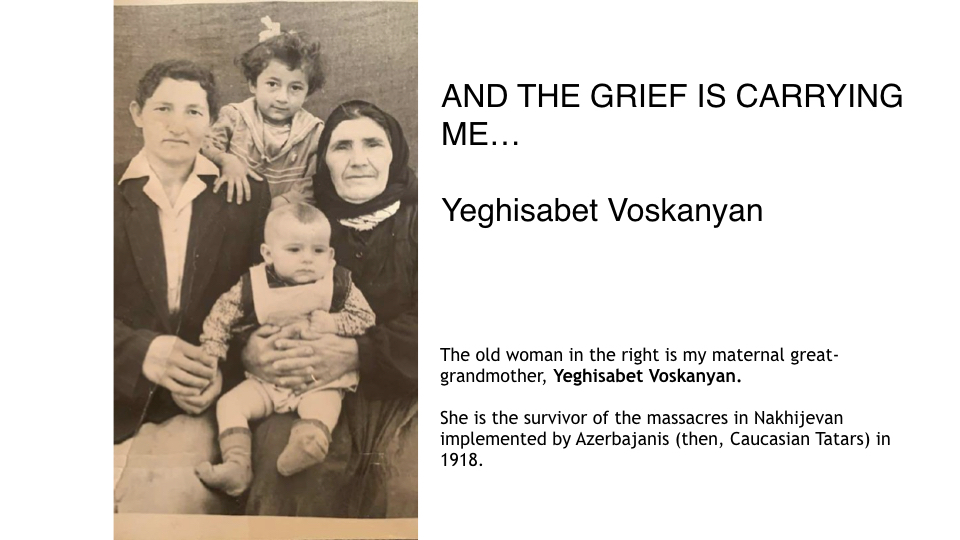 AND THE GRIEF IS CARRYING
ME…
Yeghisabet Voskanyan
The old woman in the right is my maternal great-
grandmother, Yeghisabet Voskanyan.
She is the survivor of the massacres in Nakhijevan
implemented by Azerbajanis (then, Caucasian Tatars) in
1918.